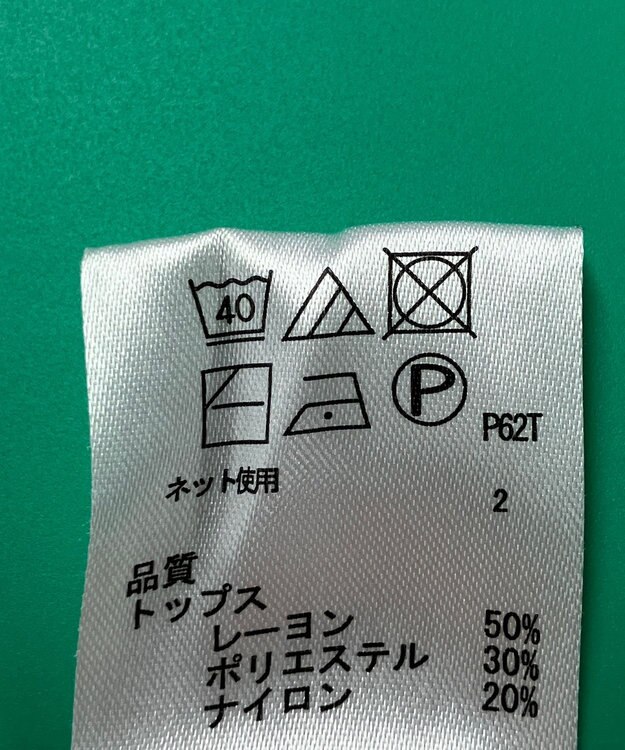 40
P
P62T
ネット使用
2
品質
トップス
レーヨン 50%
ポリエステル 30%
ナイロン 20%